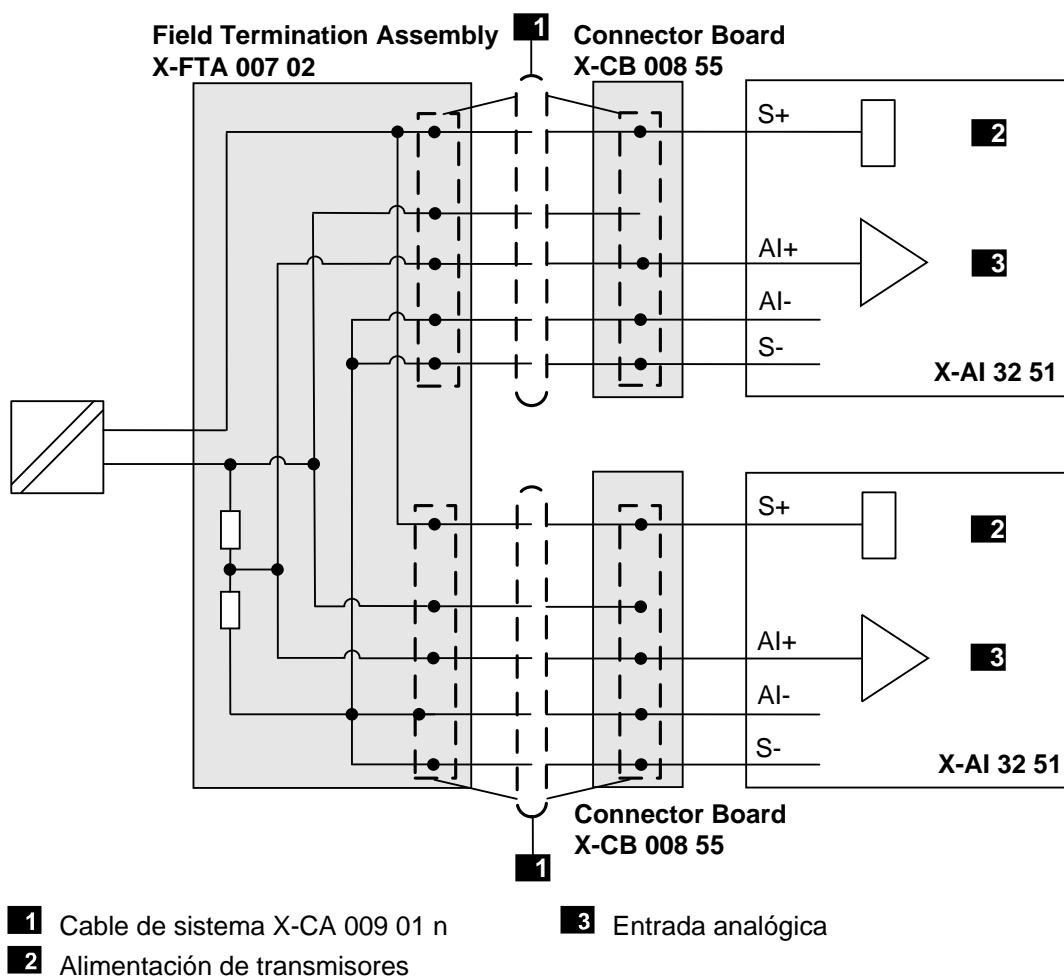 1
Field Termination Assembly
X-FTA 007 02
Connector Board
X-CB 008 55
S+
2
AI+
3
AI-
S-
X-AI 32 51
S+
2
AI+
3
AI-
S-
X-AI 32 51
Connector Board
X-CB 008 55
1
1 Cable de sistema X-CA 009 01 n
3 Entrada analógica
2 Alimentación de transmisores